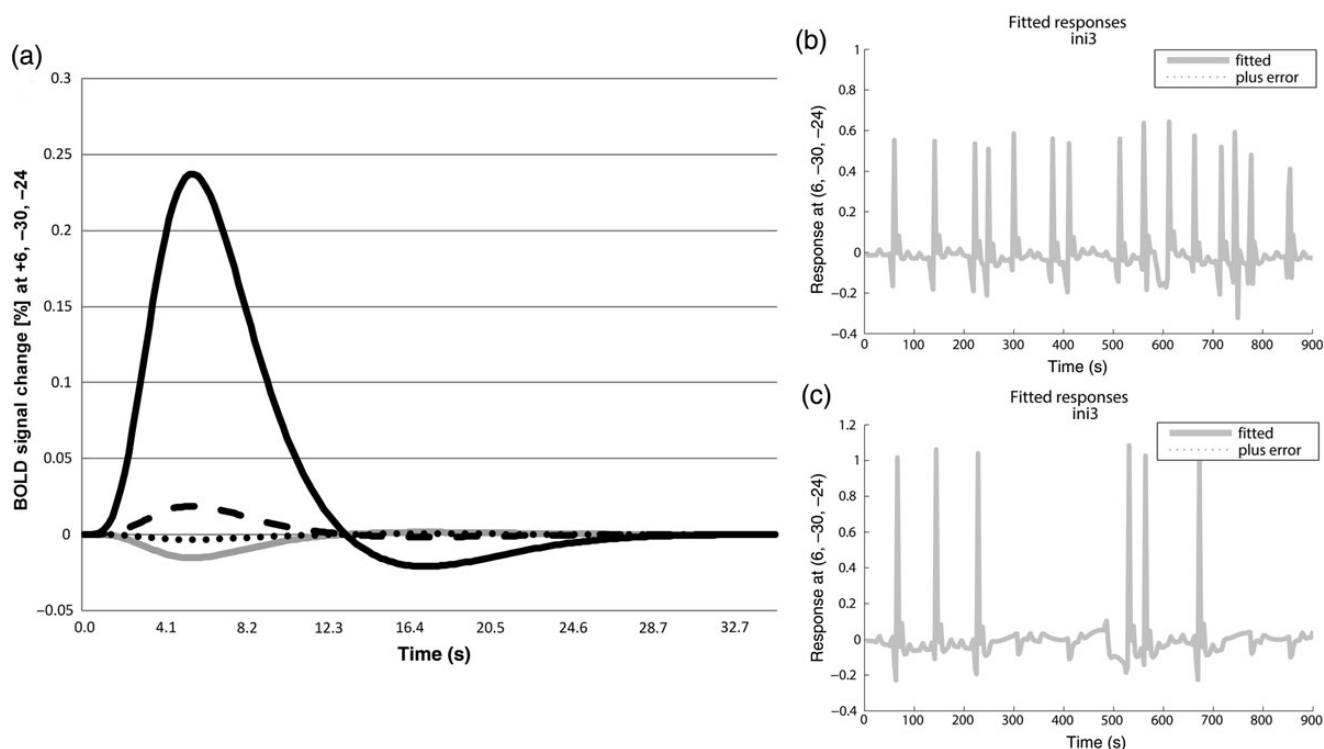 (a)
BOLD signal change [%] at +6, −30, −24
0.3
0.25
0.2
0.15
0.1
0.05
0
−0.05
0.0 4.1 8.2 12.3 16.4 20.5 24.6 28.7 32.7
Time (s)
(b)
Fitted responses
ini3
fitted
plus error
Response at (6, −30, −24)
1
0.8
0.6
0.4
0.2
0
−0.2
−0.4
0 100 200 300 400 500 600 700 800 900
Time (s)
(c)
Fitted responses
ini3
fitted
plus error
Response at (6, −30, −24)
1.2
1
0.8
0.6
0.4
0.2
0
−0.2
−0.4
0 100 200 300 400 500 600 700 800 900
Time (s)